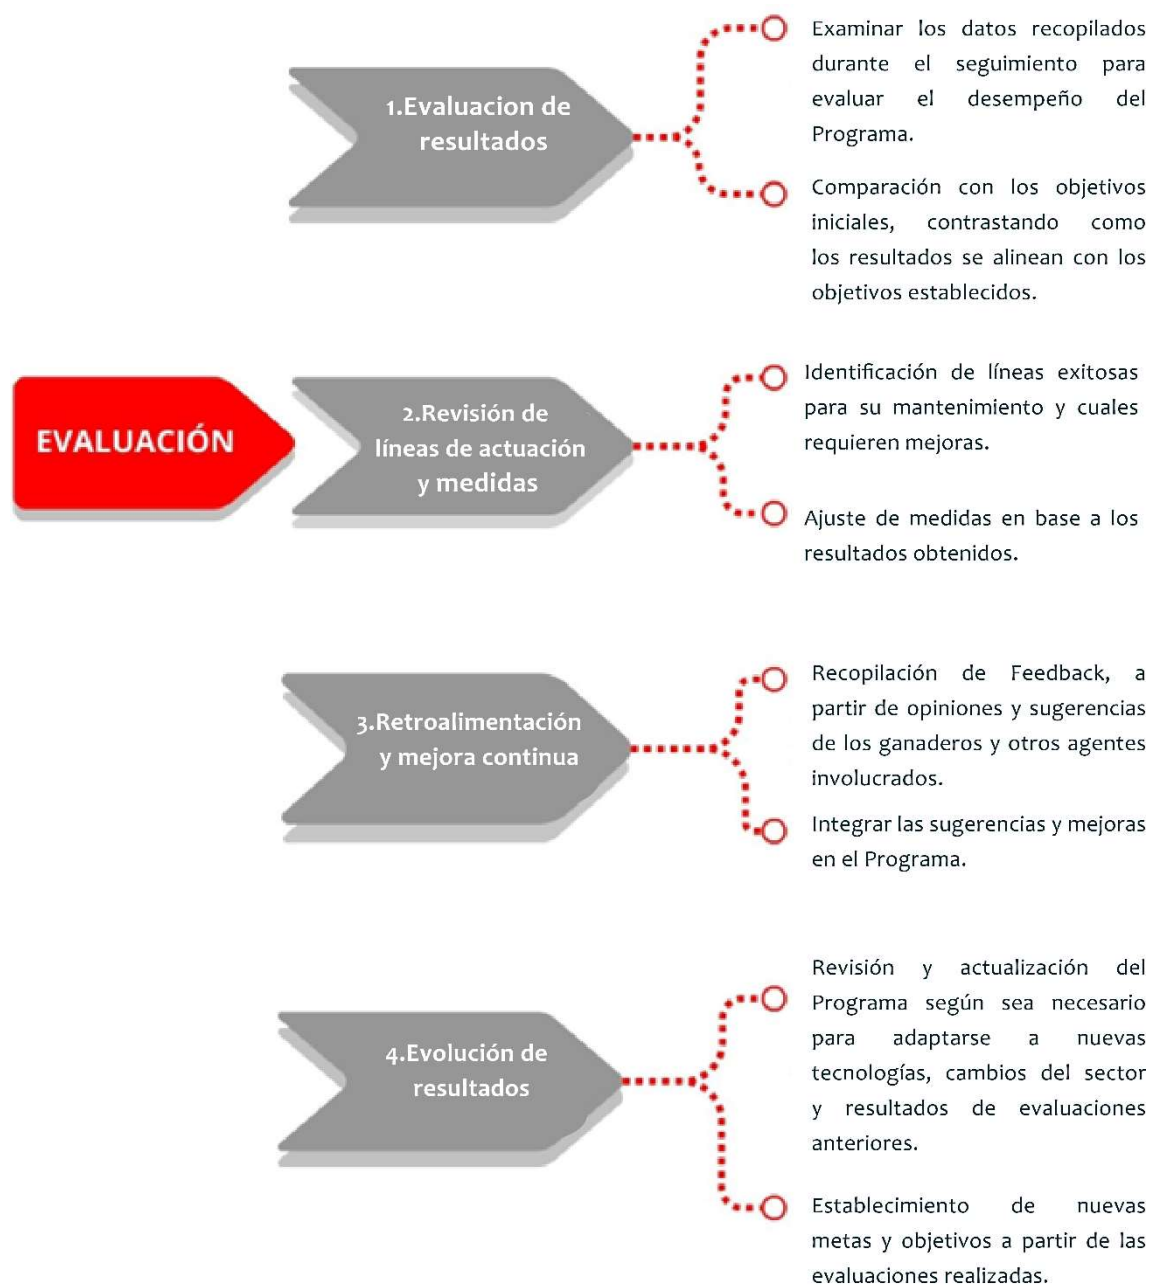 EVALUACIÓN
1.Evaluacion de
resultados
Examinar los datos recopilados
durante el seguimiento para
evaluar el desempeño del
Programa.
Comparación con los objetivos
iniciales, contrastando como
los resultados se alinean con los
objetivos establecidos.
2.Revisión de
líneas de actuación
y medidas
Identificación de líneas exitosas
para su mantenimiento y cuales
requieren mejoras.
Ajuste de medidas en base a los
resultados obtenidos.
3.Retroalimentación
y mejora continua
Recopilación de Feedback, a
partir de opiniones y sugerencias
de los ganaderos y otros agentes
involucrados.
Integrar las sugerencias y mejoras
en el Programa.
4.Evolución de
resultados
Revisión y actualización del
Programa según sea necesario
para adaptarse a nuevas
tecnologías, cambios del sector
y resultados de evaluaciones
anteriores.
Establecimiento de nuevas
metas y objetivos a partir de las
evaluaciones realizadas.